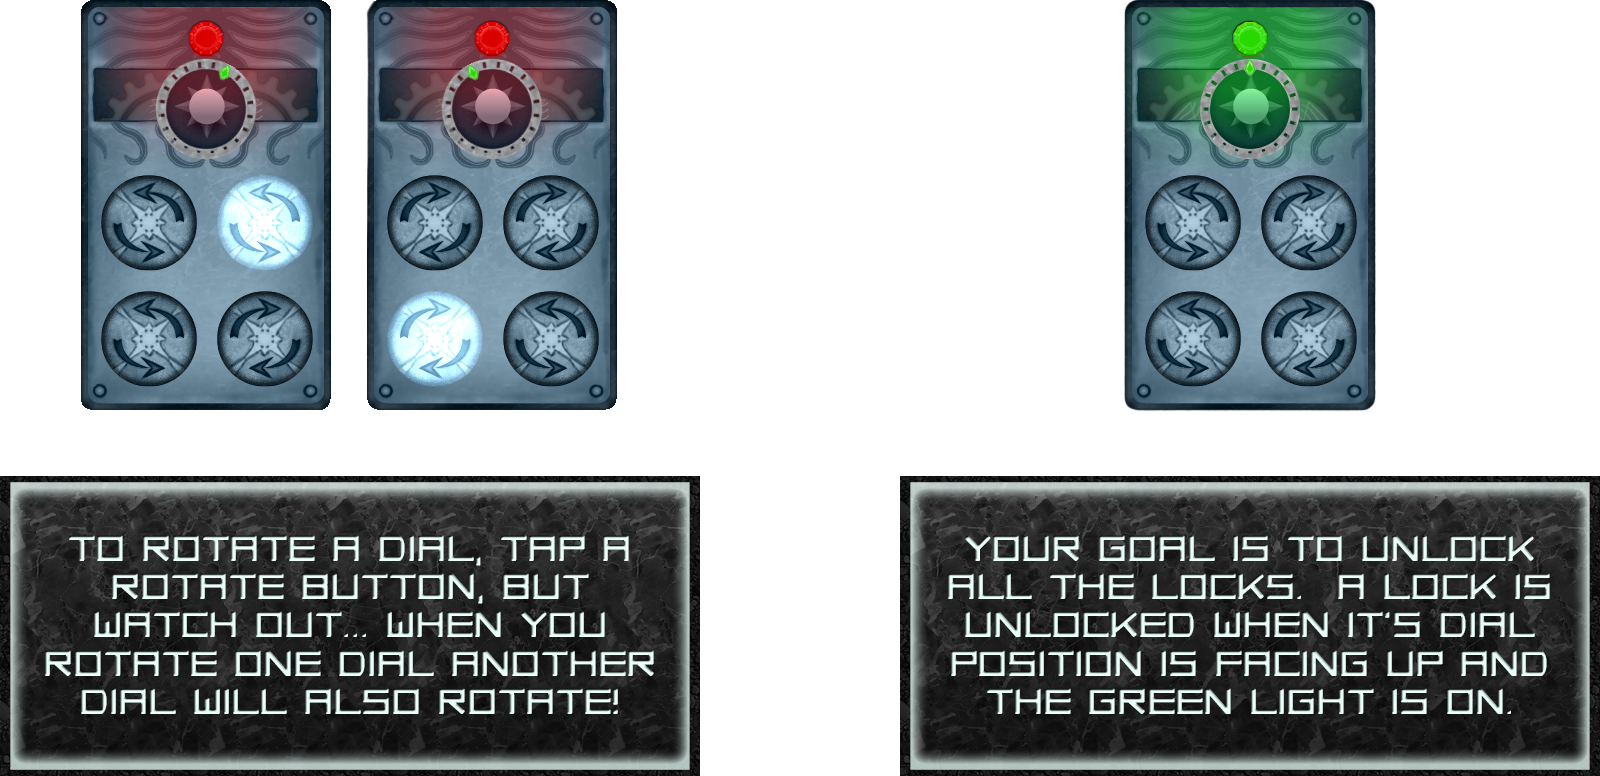 TO ROTATE A DIAL, TAP A
ROTATE BUTTON, BUT
WATCH OUT... WHEN YOU
ROTATE ONE DIAL ANOTHER
DIAL WILL ALSO ROTATE!
YOUR GOAL IS TO UNLOCK
ALL THE LOCKS. A LOCK IS
UNLOCKED WHEN IT'S DIAL
POSITION IS FACING UP AND
THE GREEN LIGHT IS ON.